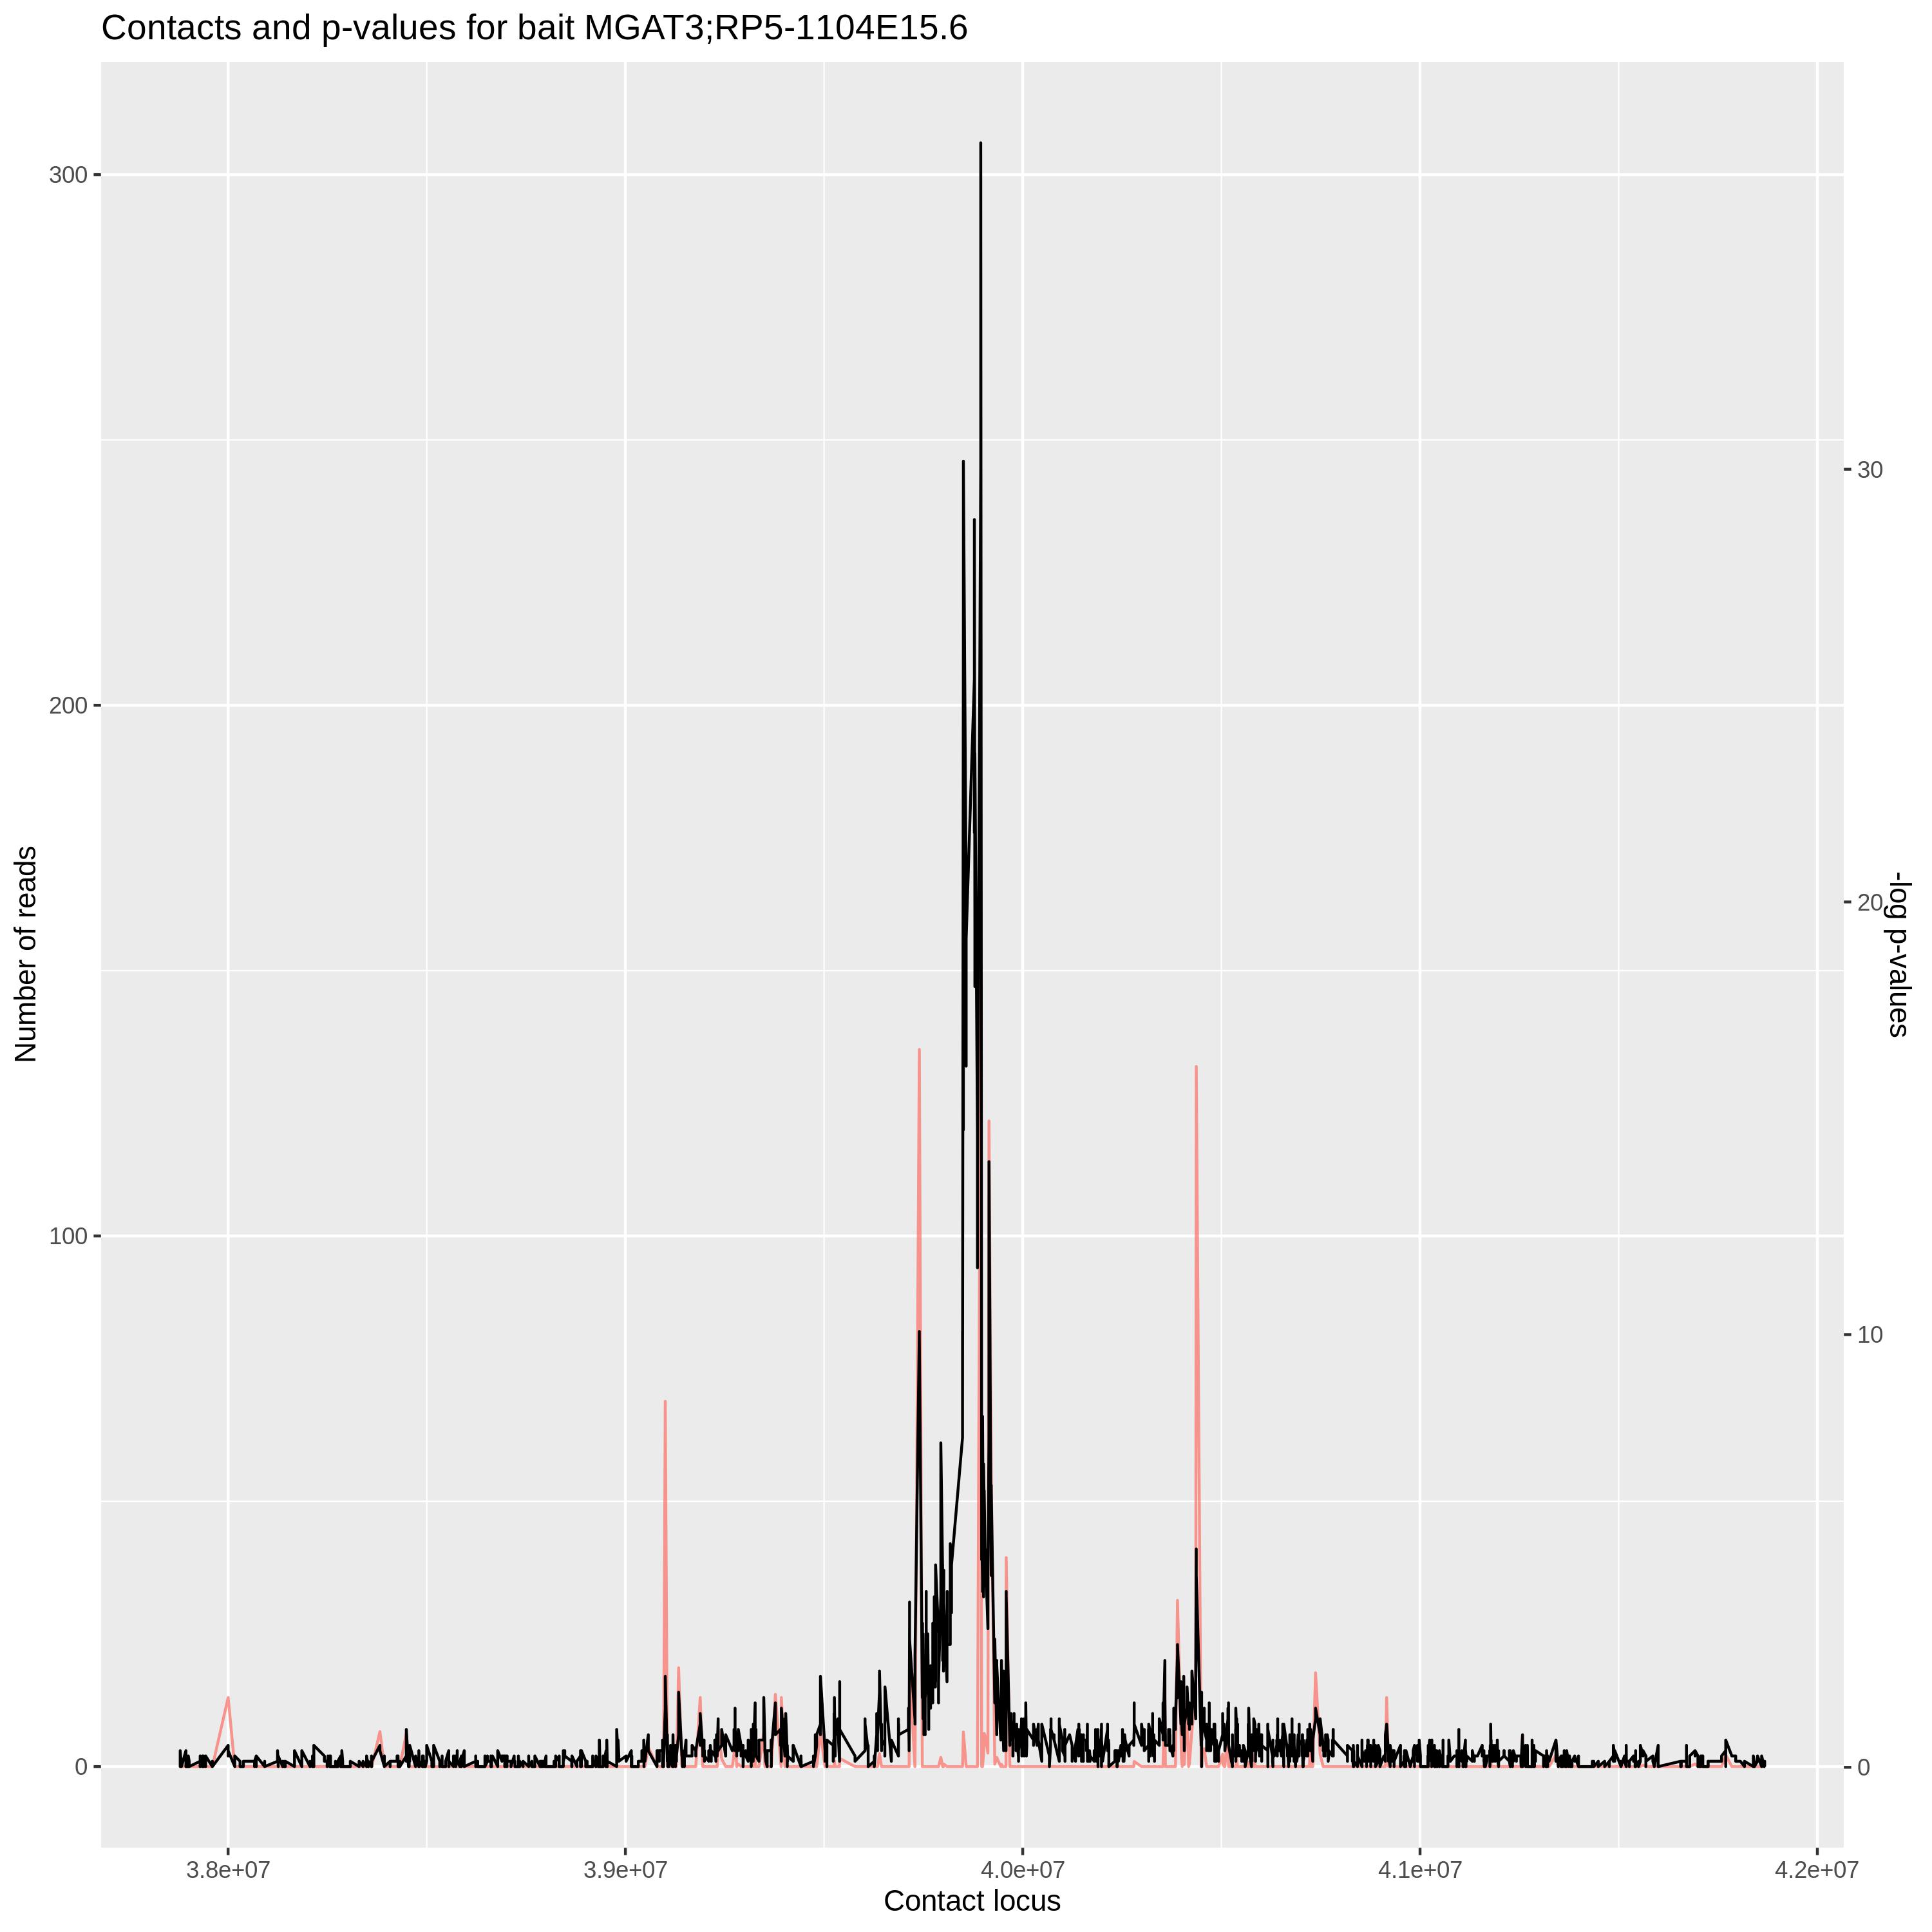 Contacts and p-values for bait MGAT3;RP5-1104E15.6
300
200
100
0
Number of reads
30
20
10
0
-log p-values
3.8e+07
3.9e+07
4.0e+07
4.1e+07
4.2e+07
Contact locus